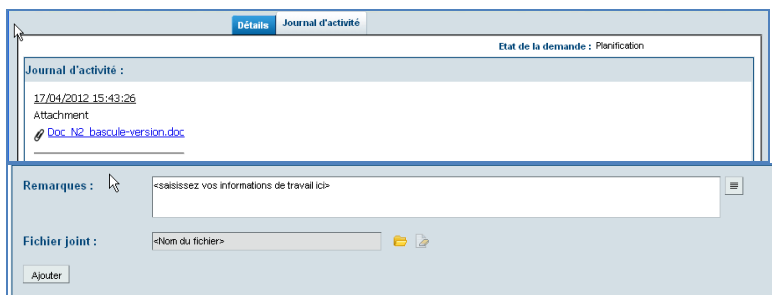 Détails Journal d'activité
Etat de la demande : Planification
Journal d'activité :
17/04/2012 15:43:26
Attachment
Doc_N2_bascule-version.doc
Remarques : <saisissez vos informations de travail ici>
Fichier joint : <Nom du fichier>
Ajouter